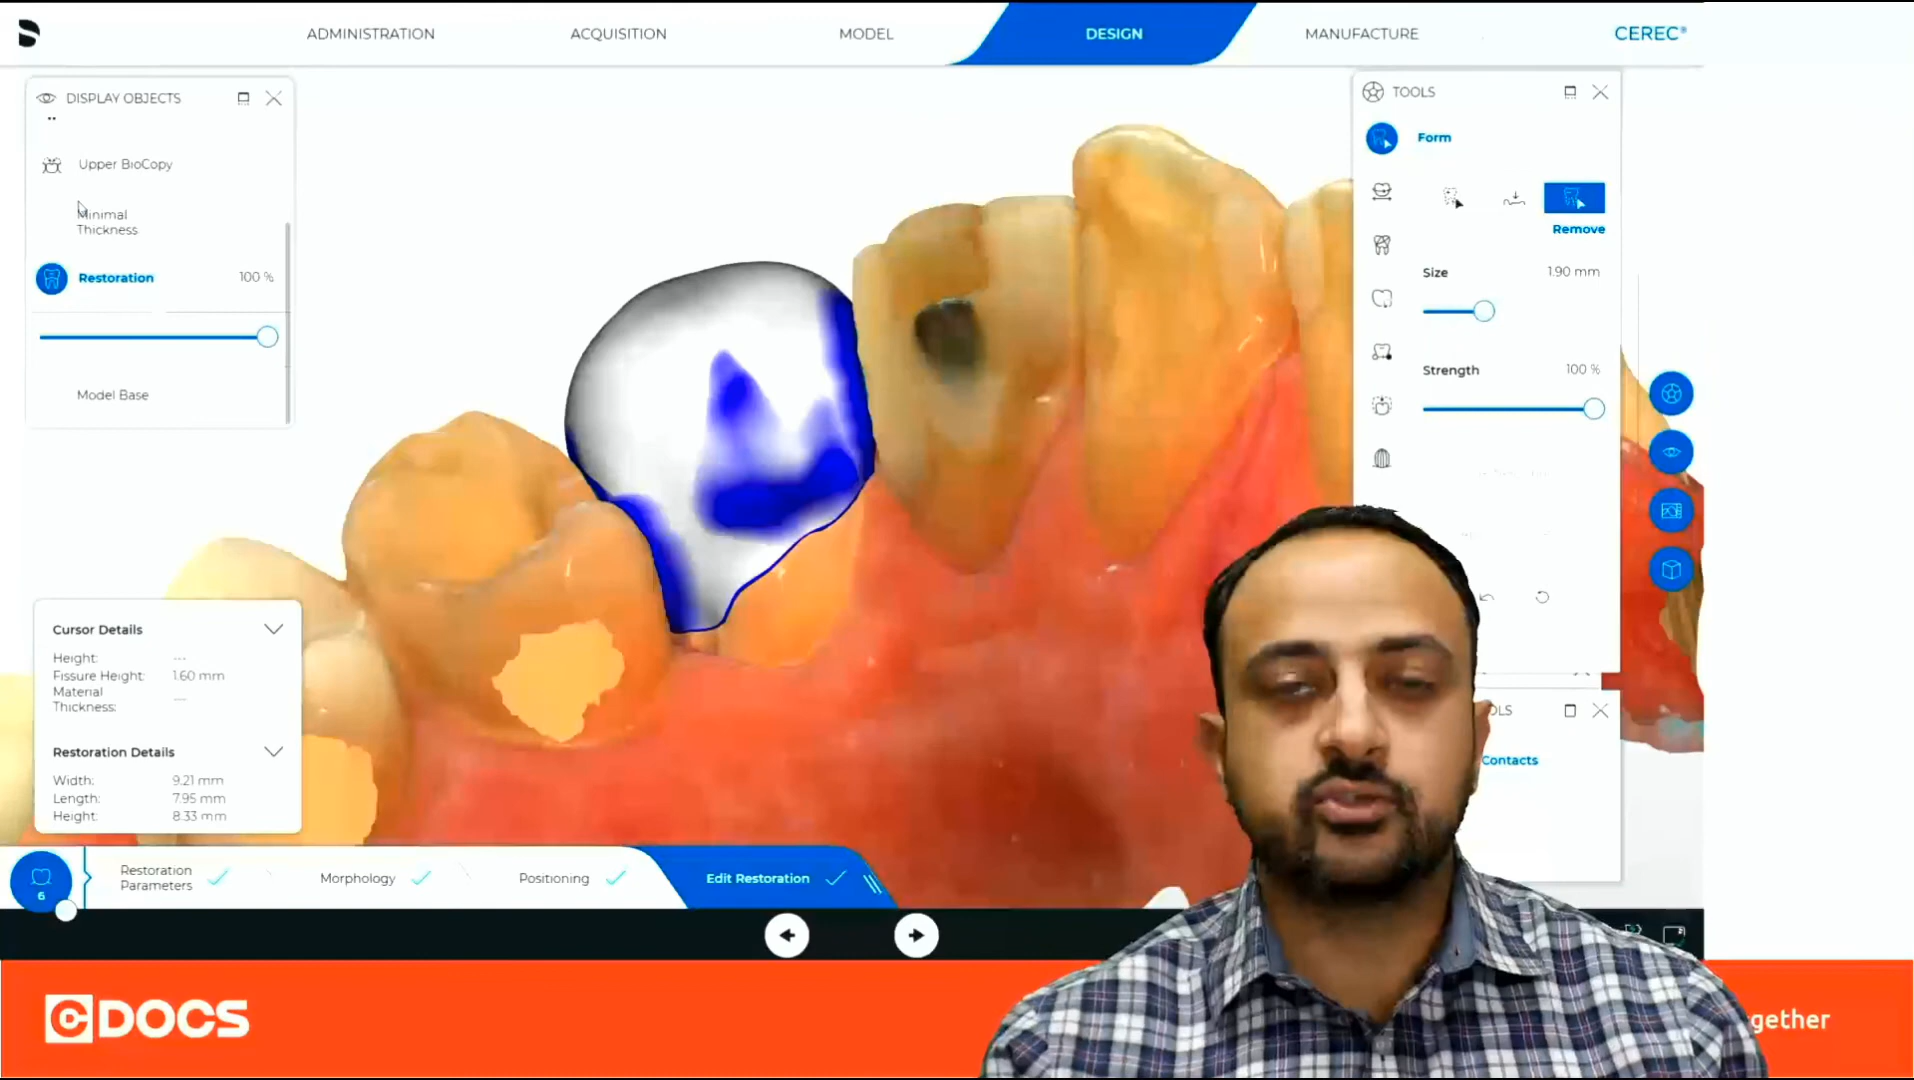 ADMINISTRATION
ACQUISITION
MODEL
DESIGN
MANUFACTURE
CEREC®
DISPLAY OBJECTS
Upper BioCopy
Minimal
Thickness
Restoration 100 %
Model Base
TOOLS
Form
Remove
Size 1.90 mm
Strength 100 %
Cursor Details
Height: ---
Fissure Height: 1.60 mm
Material
Thickness: ---
Restoration Details
Width: 9.21 mm
Length: 7.95 mm
Height: 8.33 mm
OLS
Contacts
6
Restoration
Parameters
Morphology
Positioning
Edit Restoration
CDOCS
gether